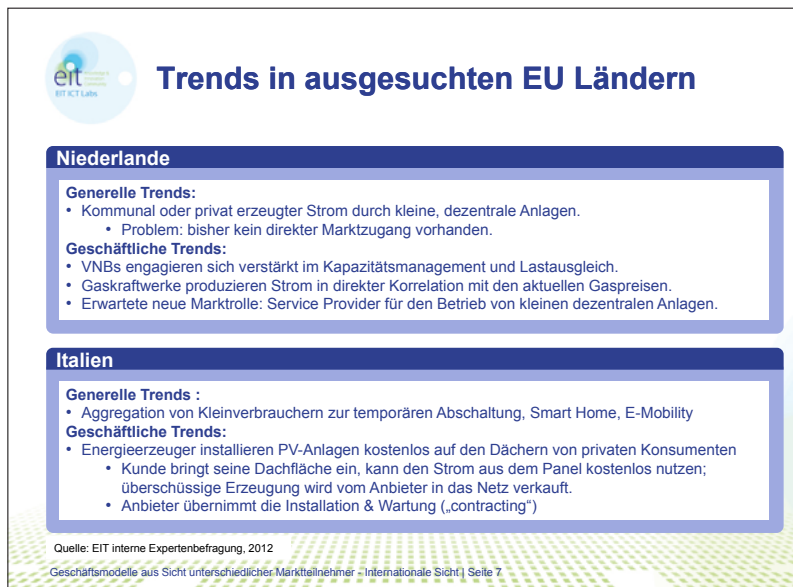 eit
EIT ICT Labs
Trends in ausgesuchten EU Ländern
Niederlande
Generelle Trends:
• Kommunal oder privat erzeugter Strom durch kleine, dezentrale Anlagen.
• Problem: bisher kein direkter Marktzugang vorhanden.
Geschäftliche Trends:
• VNBs engagieren sich verstärkt im Kapazitätsmanagement und Lastausgleich.
• Gaskraftwerke produzieren Strom in direkter Korrelation mit den aktuellen Gaspreisen.
• Erwartete neue Marktrolle: Service Provider für den Betrieb von kleinen dezentralen Anlagen.
Italien
Generelle Trends :
• Aggregation von Kleinverbrauchern zur temporären Abschaltung, Smart Home, E-Mobility
Geschäftliche Trends:
• Energieerzeuger installieren PV-Anlagen kostenlos auf den Dächern von privaten Konsumenten
• Kunde bringt seine Dachfläche ein, kann den Strom aus dem Panel kostenlos nutzen;
überschüssige Erzeugung wird vom Anbieter in das Netz verkauft.
• Anbieter übernimmt die Installation & Wartung („contracting“)
Quelle: EIT interne Expertenbefragung, 2012
Geschäftsmodelle aus Sicht unterschiedlicher Marktteilnehmer - Internationale Sicht | Seite 7